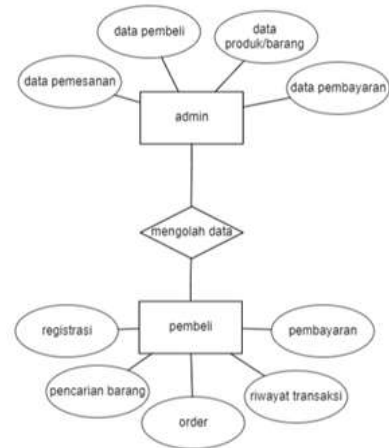 data pembeli
data
produk/barang
data pemesanan
data pembayaran
admin
mengolah data
registrasi
pembeli
pembayaran
pencarian barang
riwayat transaksi
order